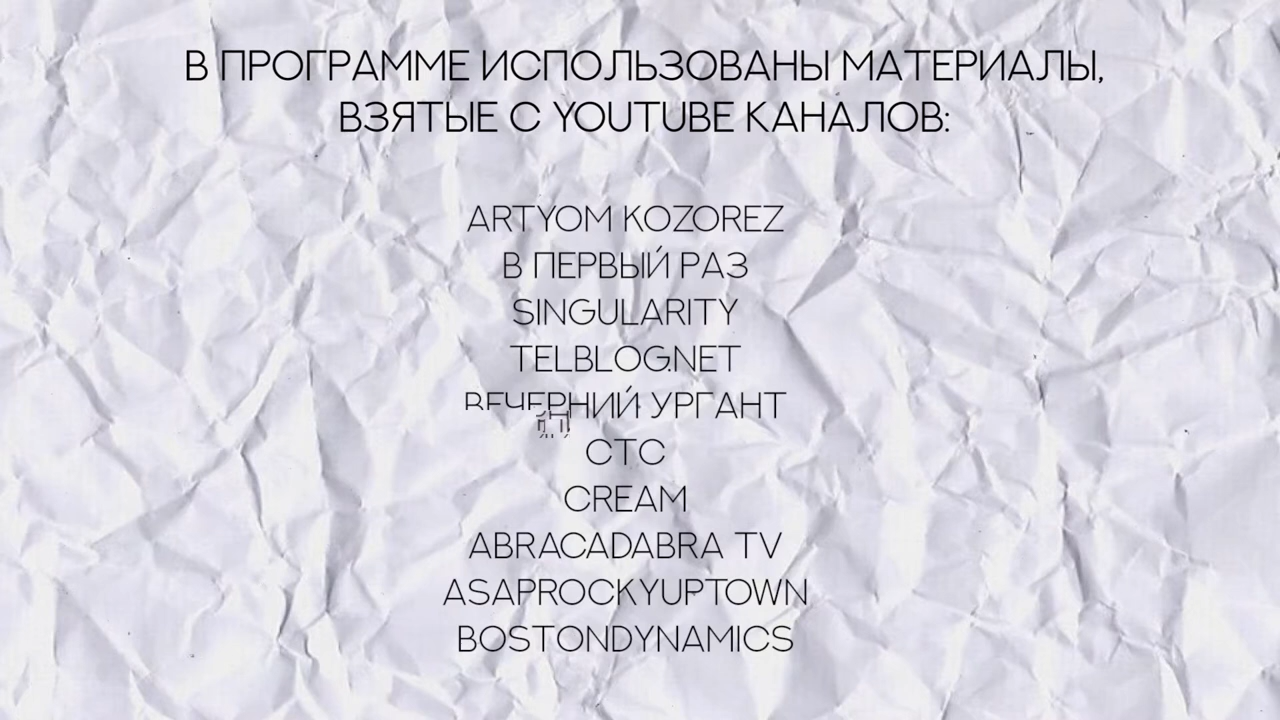 В ПРОГРАММЕ ИСПОЛЬЗОВАНЫ МАТЕРИАЛЫ,
ВЗЯТЫЕ С YOUTUBE КАНАЛОВ:
ARTYOM KOZOREZ
В ПЕРВЫЙ РАЗ
SINGULARITY
TELBLOG.NET
ВЕЧЕРНИЙ УРГАНТ
СТС
CREAM
ABRACADABRA TV
ASAPROCKYUPTOWN
BOSTONDYNAMICS